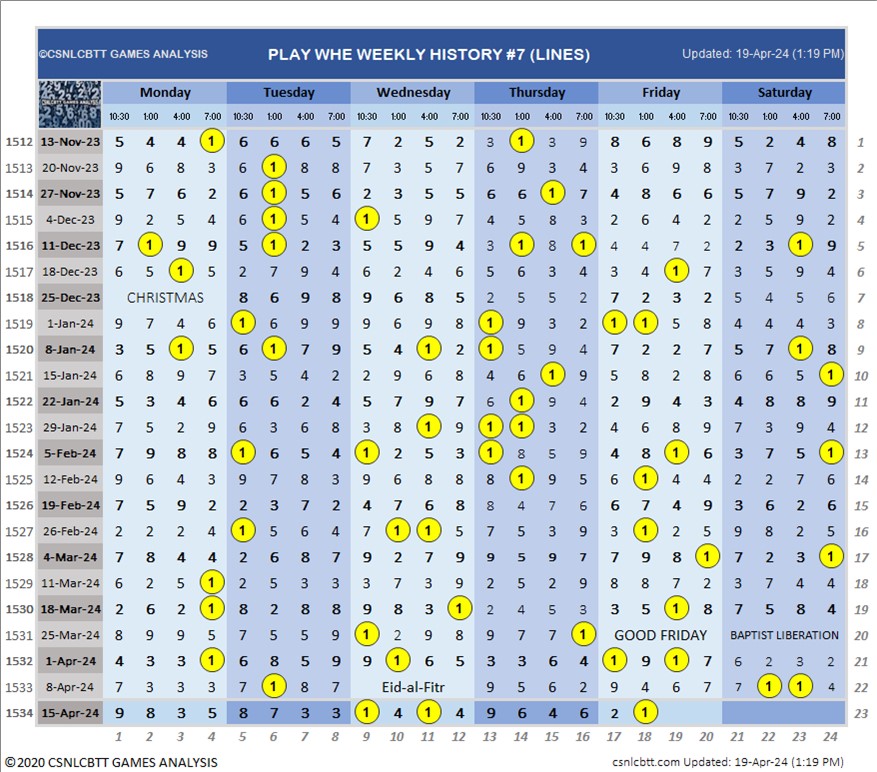 ©CSNLCBTT GAMES ANALYSIS PLAY WHE WEEKLY HISTORY #7 (LINES) Updated: 19-Apr-24 (1:19 PM)
CSNLCBTT GAMES ANALYSIS Monday Tuesday Wednesday Thursday Friday Saturday
10:30 1:00 4:00 7:00 10:30 1:00 4:00 7:00 10:30 1:00 4:00 7:00 10:30 1:00 4:00 7:00 10:30 1:00 4:00 7:00 10:30 1:00 4:00 7:00
1512 13-Nov-23 5 4 4 1 6 6 6 5 7 2 5 2 3 1 3 9 8 6 8 9 5 2 4 8 1
1513 20-Nov-23 9 6 8 3 6 1 8 8 7 3 5 7 6 9 3 4 3 6 9 8 3 7 2 3 2
1514 27-Nov-23 5 7 6 2 6 1 5 6 2 3 5 5 6 6 1 7 4 8 6 6 5 7 9 2 3
1515 4-Dec-23 9 2 5 4 6 1 5 4 1 5 9 7 4 5 8 3 2 6 4 2 2 5 9 2 4
1516 11-Dec-23 7 1 9 9 5 1 2 3 5 5 9 4 3 1 8 1 4 4 7 2 2 3 1 9 5
1517 18-Dec-23 6 5 1 5 2 7 9 4 6 2 4 6 5 6 3 4 3 4 1 7 3 5 9 4 6
1518 25-Dec-23 CHRISTMAS 8 6 9 8 9 6 8 5 2 5 5 2 7 2 3 2 5 4 5 6 7
1519 1-Jan-24 9 7 4 6 1 6 9 9 8 6 9 8 1 9 3 2 1 1 5 8 4 4 4 3 8
1520 8-Jan-24 3 5 1 5 6 1 7 9 5 4 1 2 1 5 9 4 7 2 2 7 5 7 1 8 9
1521 15-Jan-24 6 8 9 7 3 5 4 2 2 9 6 8 4 6 1 9 5 8 2 8 6 6 5 1 10
1522 22-Jan-24 5 3 4 6 6 6 2 4 5 7 9 7 6 1 9 4 2 9 4 3 4 8 8 9 11
1523 29-Jan-24 7 5 2 9 6 3 6 8 3 8 1 9 1 1 3 2 4 6 8 9 7 3 9 4 12
1524 5-Feb-24 7 9 8 8 1 6 5 4 1 2 5 3 1 8 5 9 4 8 1 6 3 7 5 1 13
1525 12-Feb-24 9 6 4 3 9 7 8 3 9 7 6 8 8 1 5 9 6 1 4 4 2 2 7 6 14
1526 19-Feb-24 7 5 9 2 2 3 7 2 4 7 6 8 8 4 7 6 6 7 4 9 3 6 2 6 15
1527 26-Feb-24 2 2 2 4 1 5 6 4 7 1 1 5 7 5 3 9 3 1 2 5 9 8 2 5 16
1528 4-Mar-24 7 8 4 4 2 6 8 7 9 2 7 9 9 5 9 7 7 9 8 1 7 2 3 1 17
1529 11-Mar-24 6 2 5 1 2 5 3 3 3 7 3 9 2 5 2 9 8 8 7 2 3 7 4 4 18
1530 18-Mar-24 2 6 2 1 8 2 8 8 9 8 3 1 2 4 5 3 3 5 1 8 7 5 8 4 19
1531 25-Mar-24 8 9 9 5 7 5 5 9 1 2 9 8 9 7 7 1 GOOD FRIDAY BAPTIST LIBERATION 20
1532 1-Apr-24 4 3 3 1 6 8 5 9 9 1 6 5 3 3 6 4 1 9 1 7 6 2 3 2 21
1533 8-Apr-24 7 3 3 3 7 1 8 7 Eid-al-Fitr 9 5 6 2 9 4 6 7 7 1 1 4 22
1534 15-Apr-24 9 8 3 5 8 7 3 3 1 4 1 4 9 6 4 6 2 1 23
1 2 3 4 5 6 7 8 9 10 11 12 13 14 15 16 17 18 19 20 21 22 23 24
©2020 CSNLCBTT GAMES ANALYSIS csnlcbtt.com Updated: 19-Apr-24 (1:19 PM)